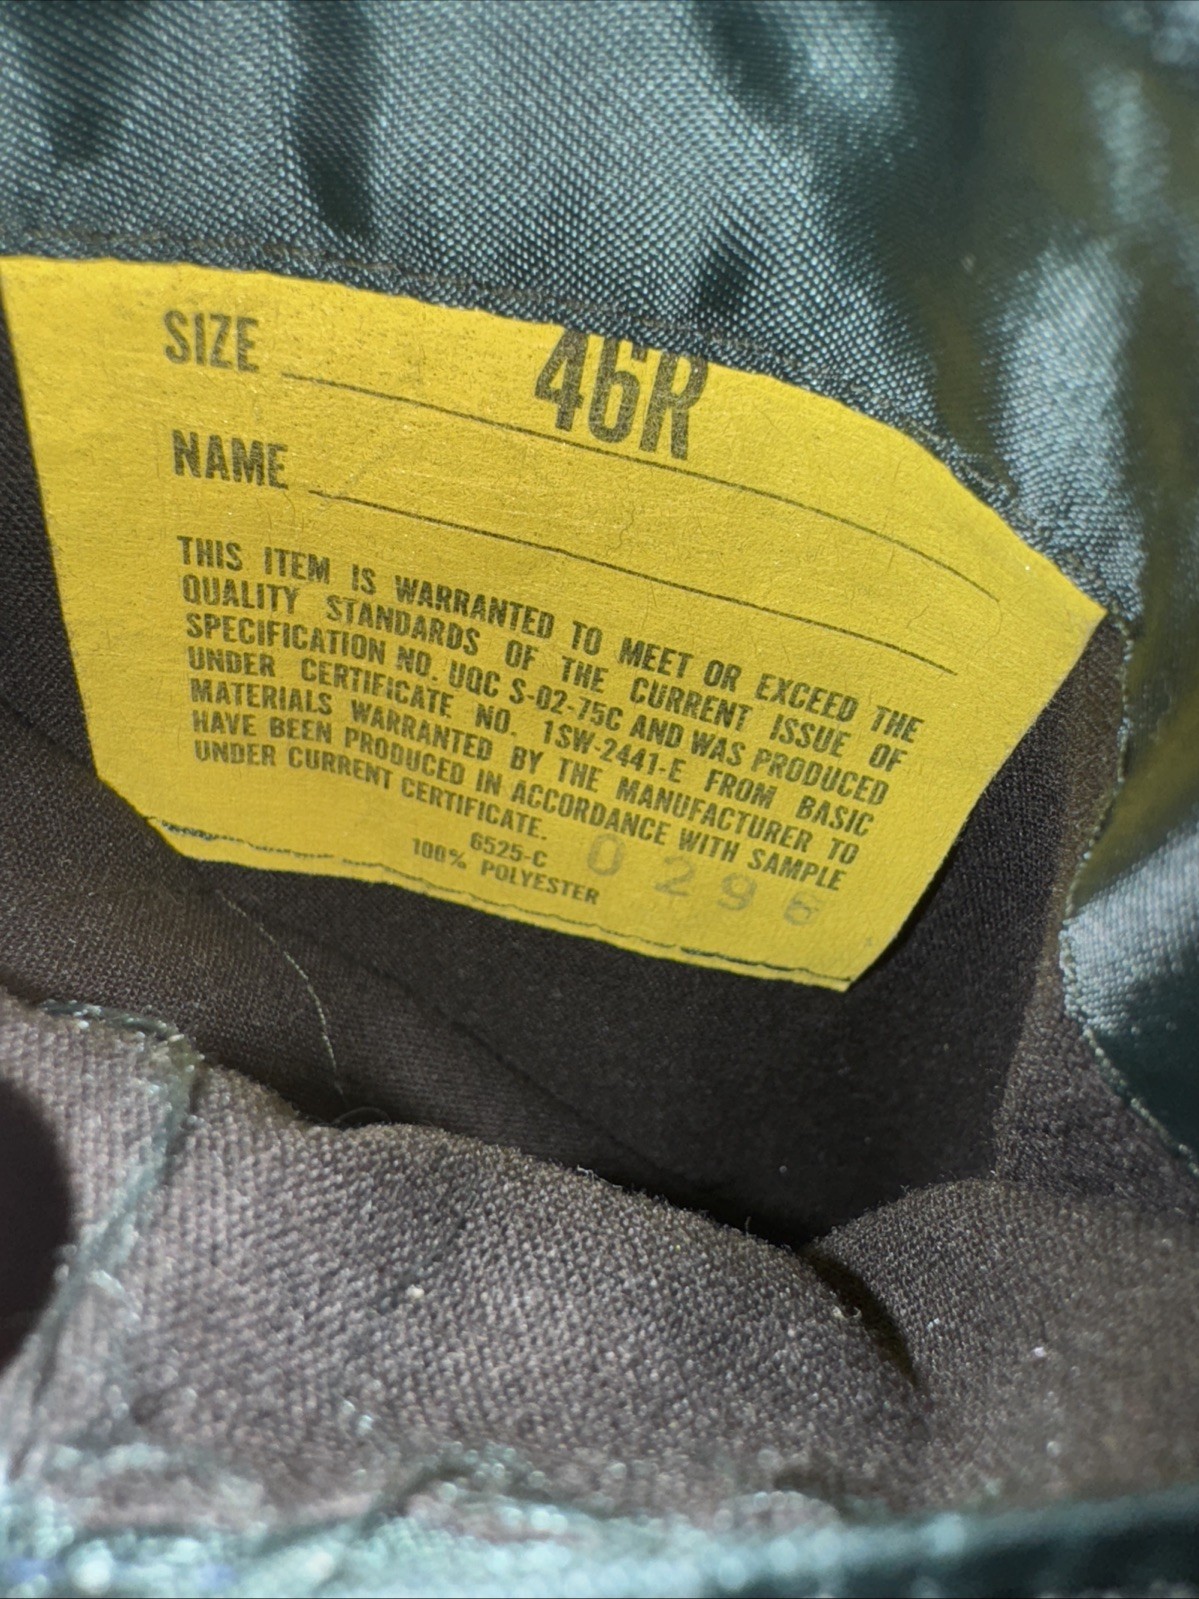 SIZE 46R
NAME
THIS ITEM IS WARRANTED TO MEET OR EXCEED THE
QUALITY STANDARDS OF THE CURRENT ISSUE OF
SPECIFICATION NO. UQC S-02-75C AND WAS PRODUCED
UNDER CERTIFICATE NO. 1SW-2441-E FROM BASIC
MATERIALS WARRANTED BY THE MANUFACTURER TO
HAVE BEEN PRODUCED IN ACCORDANCE WITH SAMPLE
UNDER CURRENT CERTIFICATE.
6525-C
100% POLYESTER